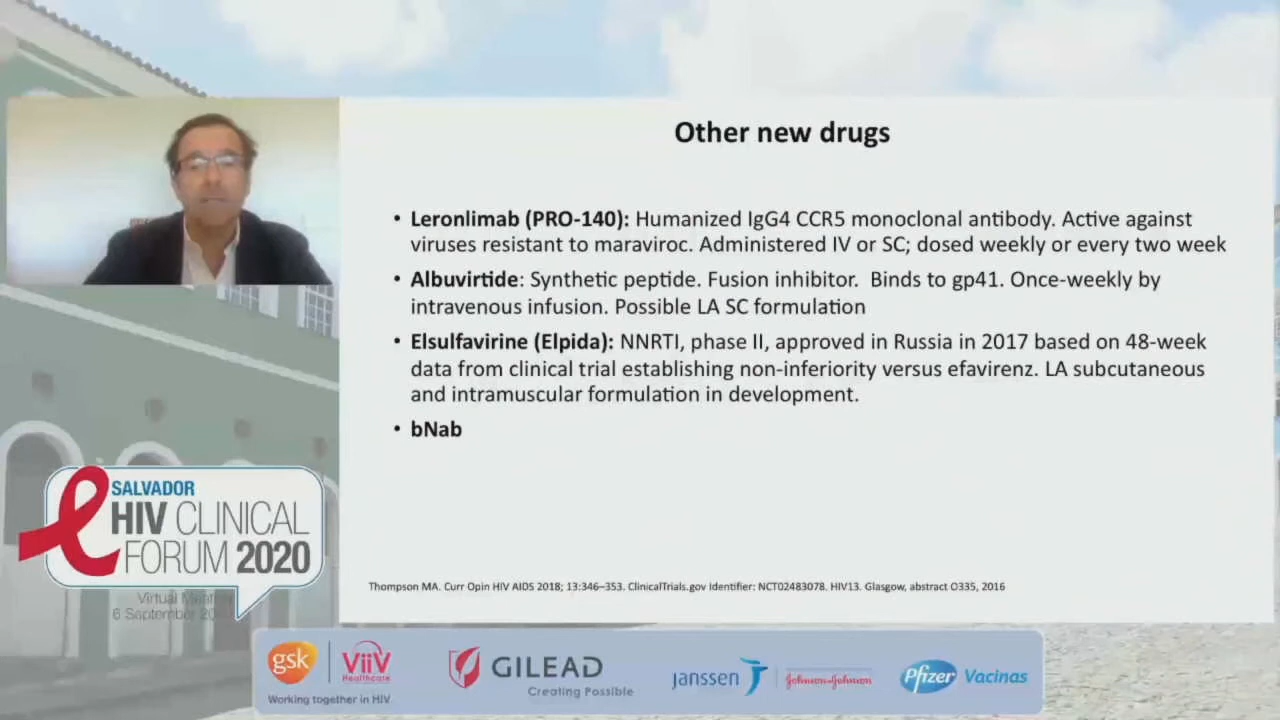 Other new drugs
• Leronlimab (PRO-140): Humanized IgG4 CCR5 monoclonal antibody. Active against
viruses resistant to maraviroc. Administered IV or SC; dosed weekly or every two week
• Albuvirtide: Synthetic peptide. Fusion inhibitor. Binds to gp41. Once-weekly by
intravenous infusion. Possible LA SC formulation
• Elsulfavirine (Elpida): NNRTI, phase II, approved in Russia in 2017 based on 48-week
data from clinical trial establishing non-inferiority versus efavirenz. LA subcutaneous
and intramuscular formulation in development.
• bNab
Thompson MA. Curr Opin HIV AIDS 2018; 13:346–353. ClinicalTrials.gov Identifier: NCT02483078. HIV13. Glasgow, abstract O335, 2016
SALVADOR
HIV CLINICAL
FORUM 2020
Virtual
6 September
gsk
ViiV
Healthcare
Working together in HIV
GILEAD
Creating Possible
janssen
Johnson&Johnson
Pfizer Vacinas